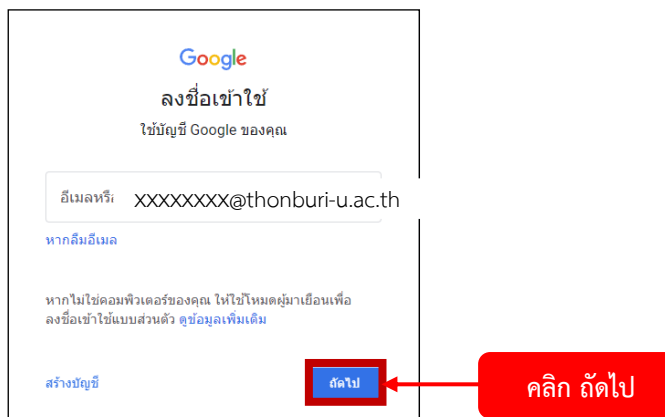 Google
ลงชื่อเข้าใช้
ใช้บัญชี Google ของคุณ
XXXXXXXX@thonburi-u.ac.th
หากลืมอีเมล
หากไม่ใช่คอมพิวเตอร์ของคุณ ให้ใช้โหมดผู้มาเยือนเพื่อ
ลงชื่อเข้าใช้แบบส่วนตัว ดูข้อมูลเพิ่มเติม
สร้างบัญชี
ถัดไป
คลิก ถัดไป